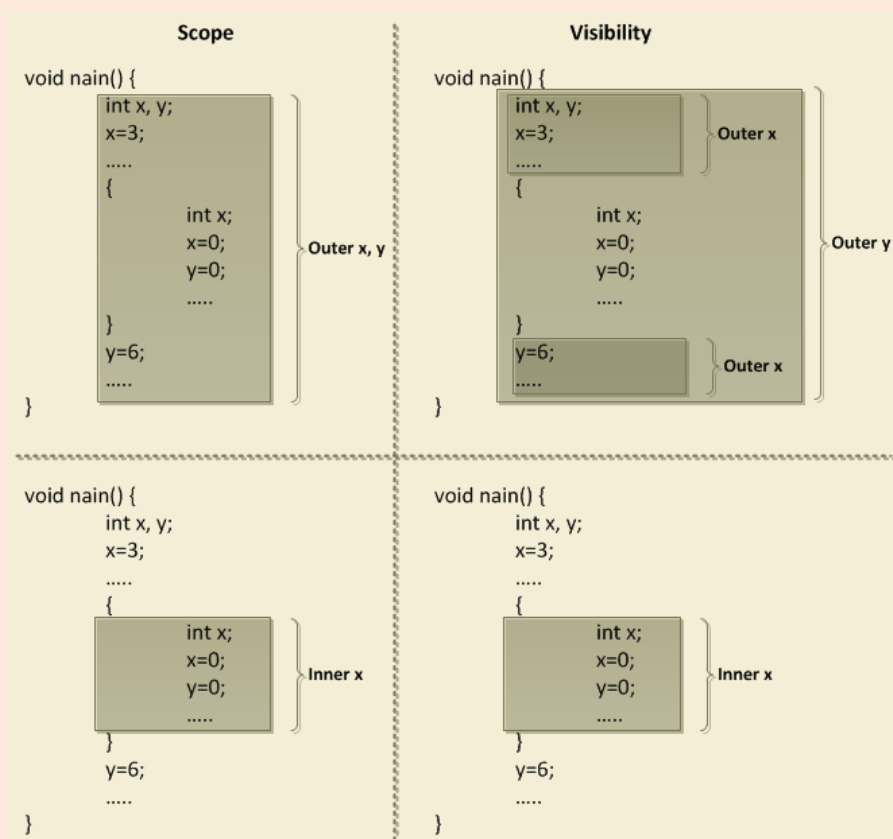 Scope
void nain() {
int x, y;
x=3;
.....
{
int x;
x=0;
y=0;
.....
}
y=6;
.....
}
Outer x, y
Visibility
void nain() {
int x, y;
x=3;
.....
{
int x;
x=0;
y=0;
.....
}
y=6;
.....
}
Outer x
Outer y
Outer x
void nain() {
int x, y;
x=3;
.....
{
int x;
x=0;
y=0;
.....
}
y=6;
.....
}
Inner x
void nain() {
int x, y;
x=3;
.....
{
int x;
x=0;
y=0;
.....
}
y=6;
.....
}
Inner x